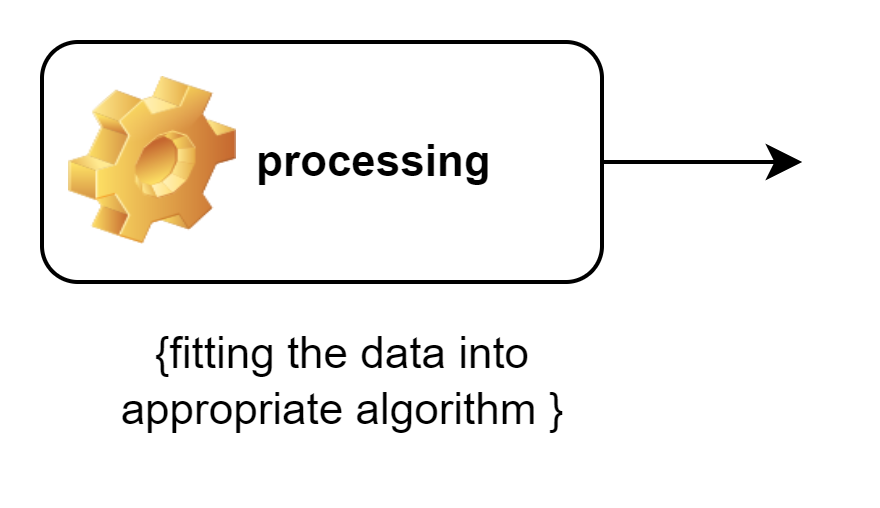 processing
{fitting the data into
appropriate algorithm }